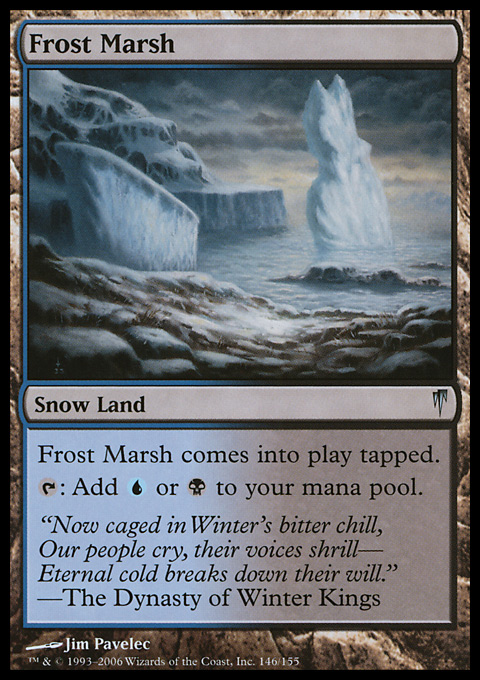 Frost Marsh
Snow Land
Frost Marsh comes into play tapped.
: Add or to your mana pool.
“Now caged in Winter’s bitter chill,
Our people cry, their voices shrill—
Eternal cold breaks down their will.”
—The Dynasty of Winter Kings
Jim Pavelec
™ & © 1993–2006 Wizards of the Coast, Inc. 146/155